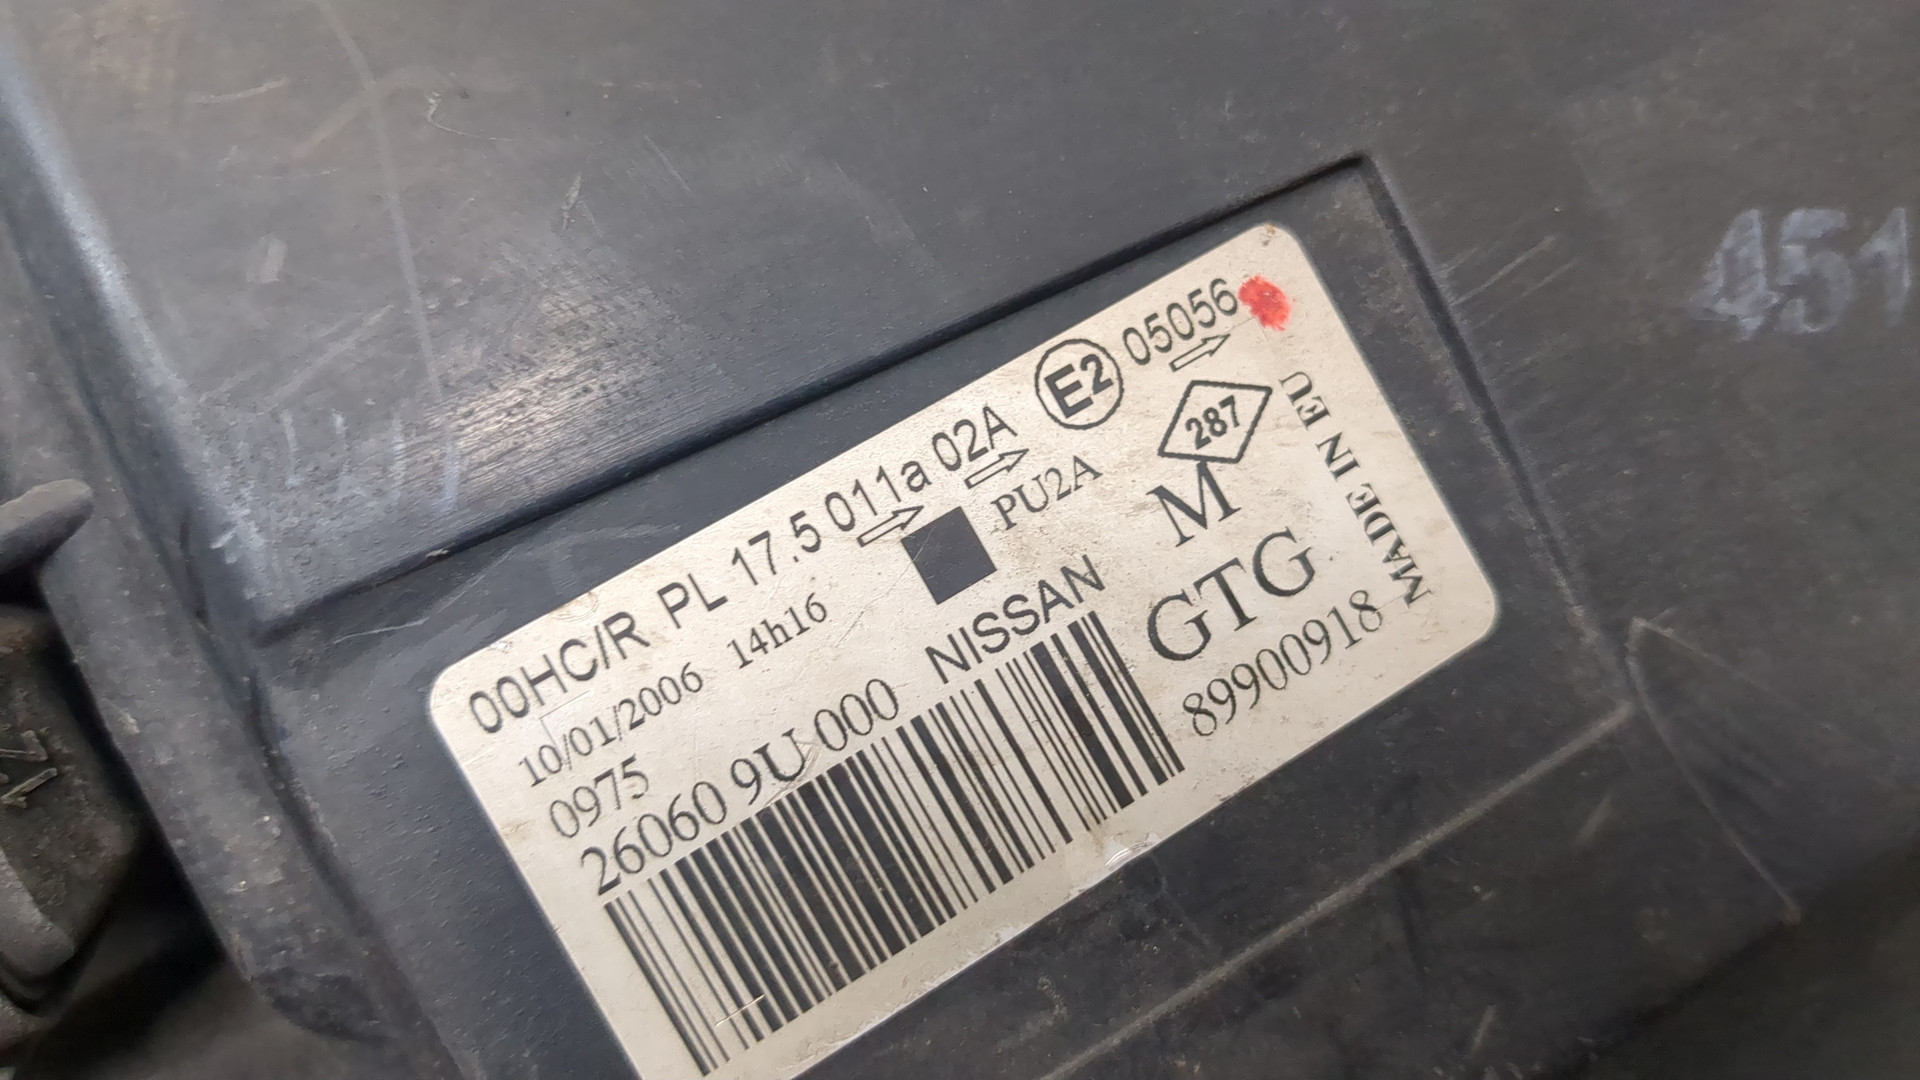 00HC/R PL 17.5 011a 02A E2 05056
10/01/2006 14h16
PU2A
287
0975
NISSAN
M
26060 9U 000
GTG
89900918
MADE IN EU
451